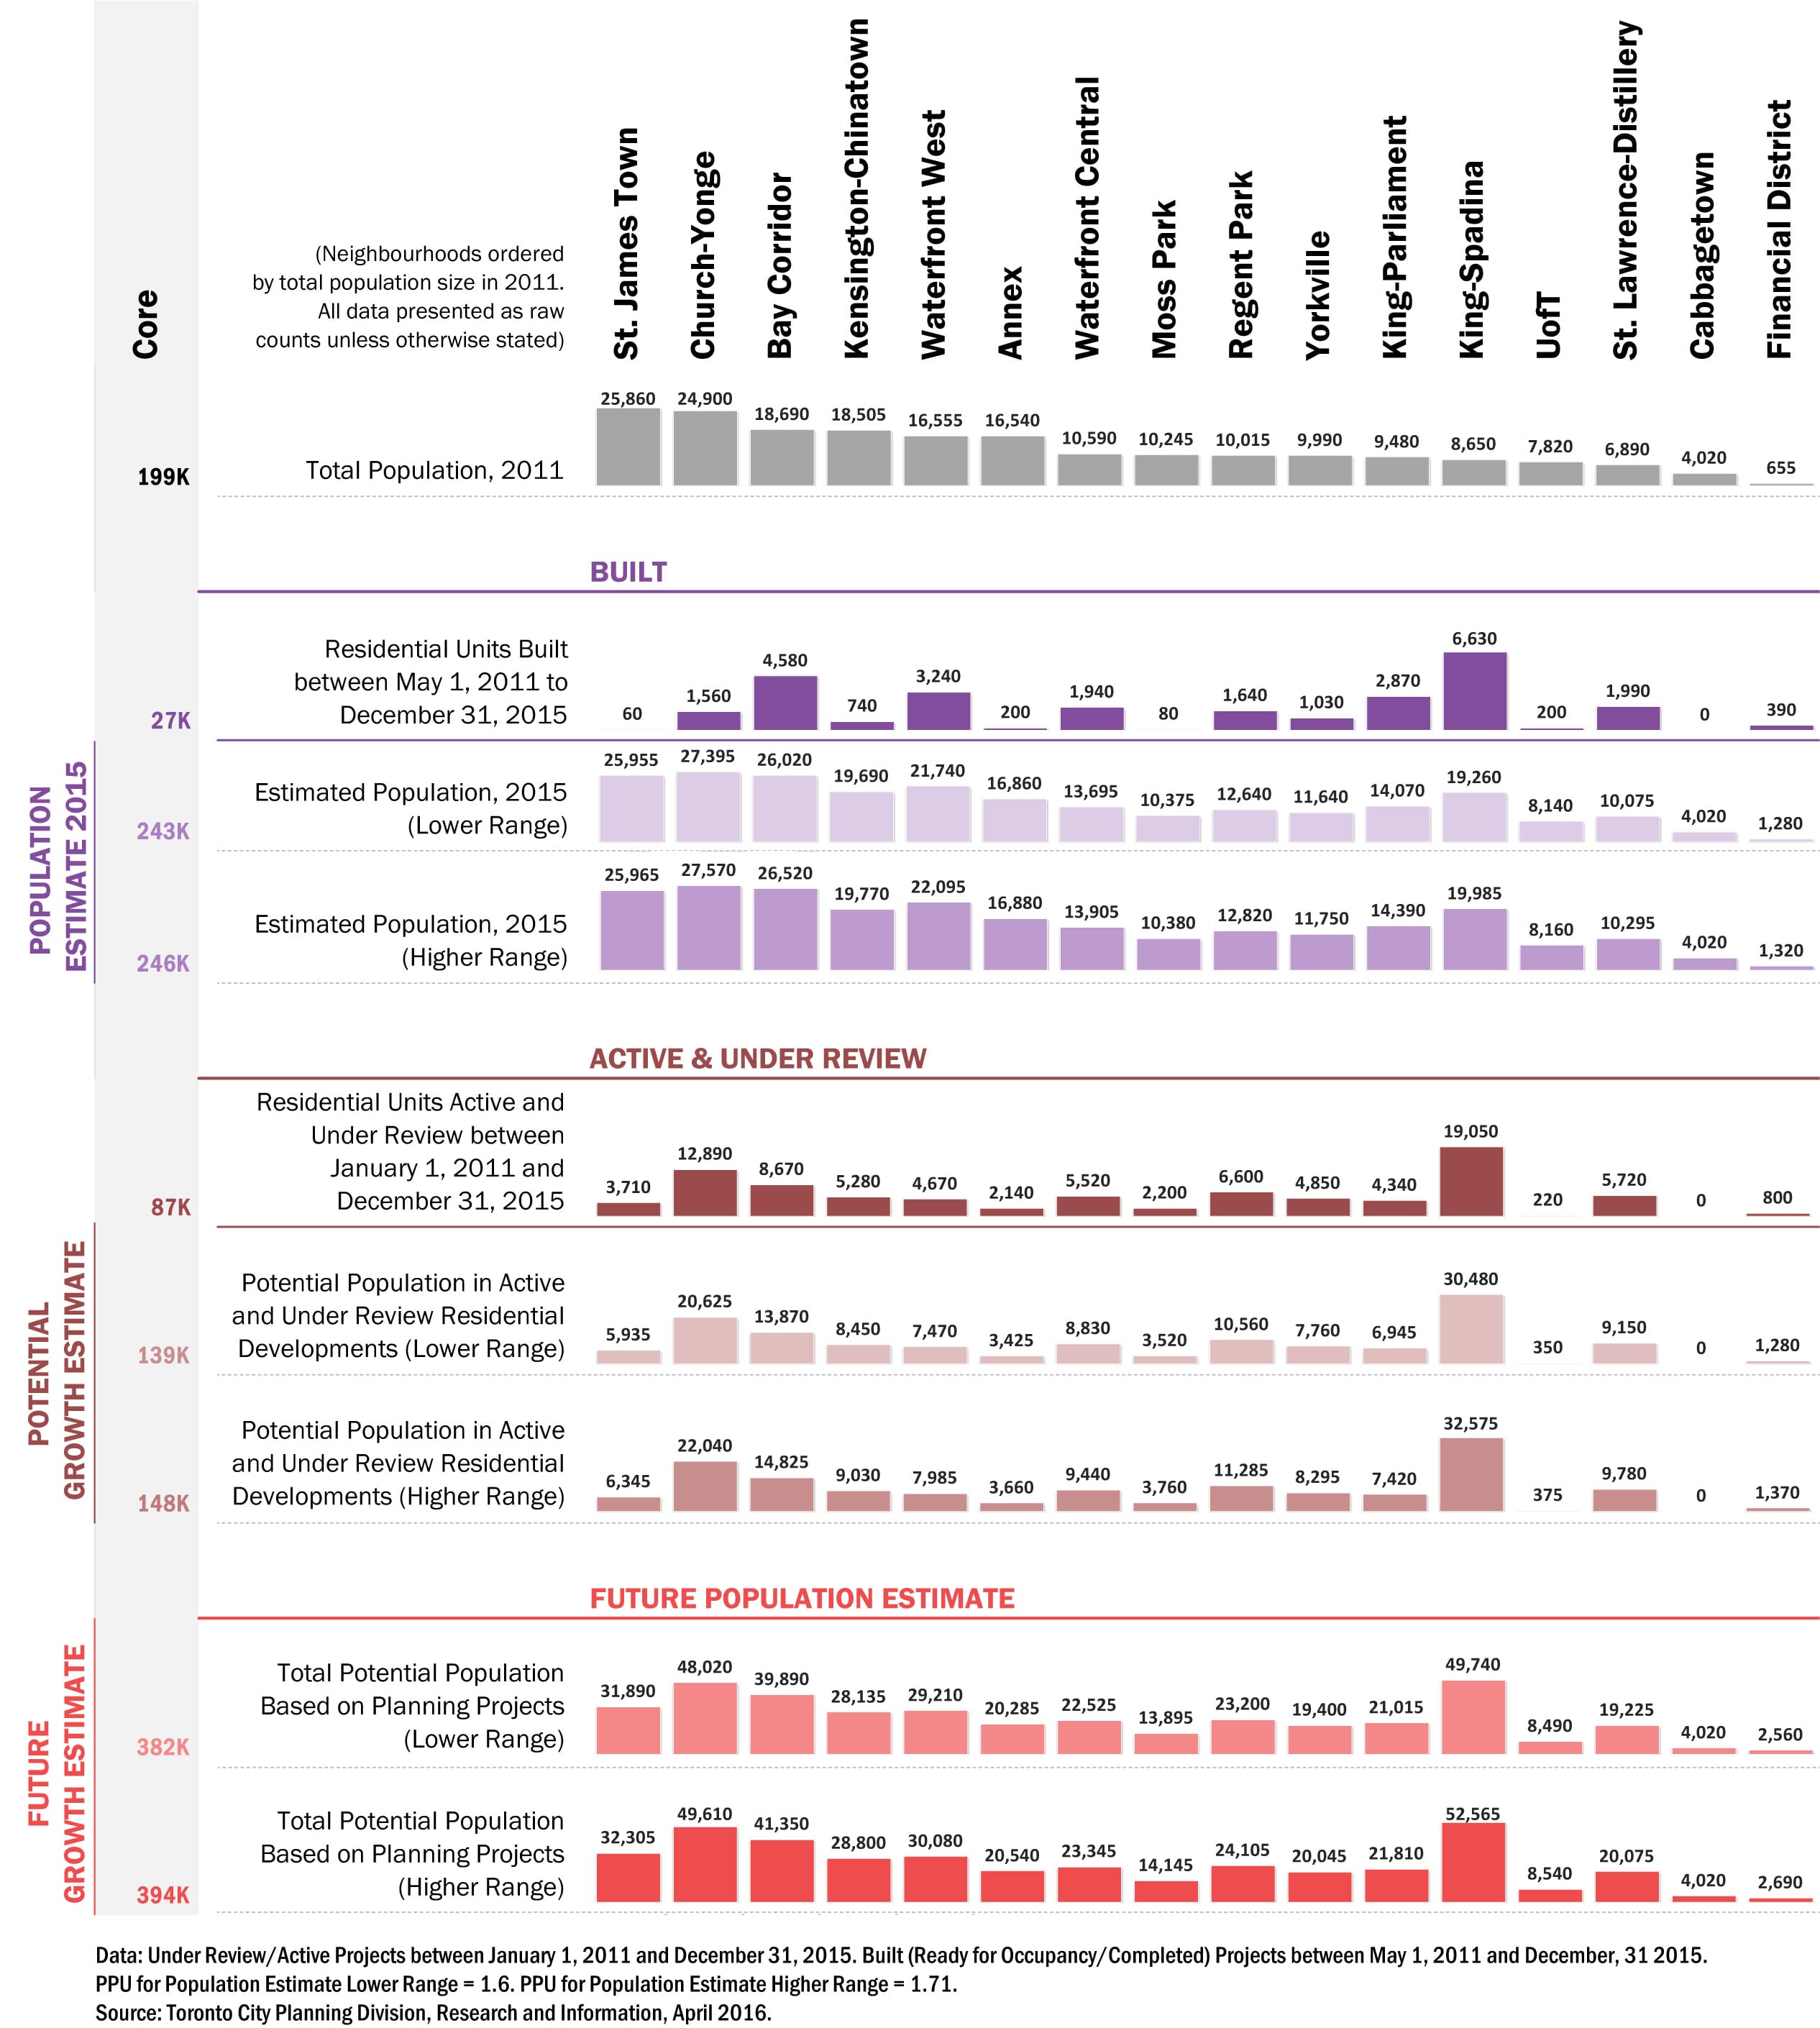 Core
(Neighbourhoods ordered
by total population size in 2011.
All data presented as raw
counts unless otherwise stated)
St. James Town
Church-Yonge
Bay Corridor
Kensington-Chinatown
Waterfront West
Annex
Waterfront Central
Moss Park
Regent Park
Yorkville
King-Parliament
King-Spadina
UofT
St. Lawrence-Distillery
Cabbagetown
Financial District
199K
Total Population, 2011
25,860 24,900 18,690 18,505 16,555 16,540 10,590 10,245 10,015 9,990 9,480 8,650 7,820 6,890 4,020 655
BUILT
Residential Units Built
between May 1, 2011 to
December 31, 2015
27K
60 1,560 4,580 740 3,240 200 1,940 80 1,640 1,030 2,870 6,630 200 1,990 0 390
POPULATION
ESTIMATE 2015
Estimated Population, 2015
(Lower Range)
243K
25,955 27,395 26,020 19,690 21,740 16,860 13,695 10,375 12,640 11,640 14,070 19,260 8,140 10,075 4,020 1,280
Estimated Population, 2015
(Higher Range)
246K
25,965 27,570 26,520 19,770 22,095 16,880 13,905 10,380 12,820 11,750 14,390 19,985 8,160 10,295 4,020 1,320
ACTIVE & UNDER REVIEW
Residential Units Active and
Under Review between
January 1, 2011 and
December 31, 2015
87K
3,710 12,890 8,670 5,280 4,670 2,140 5,520 2,200 6,600 4,850 4,340 19,050 220 5,720 0 800
POTENTIAL
GROWTH ESTIMATE
Potential Population in Active
and Under Review Residential
Developments (Lower Range)
139K
5,935 20,625 13,870 8,450 7,470 3,425 8,830 3,520 10,560 7,760 6,945 30,480 350 9,150 0 1,280
Potential Population in Active
and Under Review Residential
Developments (Higher Range)
148K
6,345 22,040 14,825 9,030 7,985 3,660 9,440 3,760 11,285 8,295 7,420 32,575 375 9,780 0 1,370
FUTURE POPULATION ESTIMATE
FUTURE
GROWTH ESTIMATE
Total Potential Population
Based on Planning Projects
(Lower Range)
382K
31,890 48,020 39,890 28,135 29,210 20,285 22,525 13,895 23,200 19,400 21,015 49,740 8,490 19,225 4,020 2,560
Total Potential Population
Based on Planning Projects
(Higher Range)
394K
32,305 49,610 41,350 28,800 30,080 20,540 23,345 14,145 24,105 20,045 21,810 52,565 8,540 20,075 4,020 2,690
Data: Under Review/Active Projects between January 1, 2011 and December 31, 2015. Built (Ready for Occupancy/Completed) Projects between May 1, 2011 and December, 31 2015.
PPU for Population Estimate Lower Range = 1.6. PPU for Population Estimate Higher Range = 1.71.
Source: Toronto City Planning Division, Research and Information, April 2016.